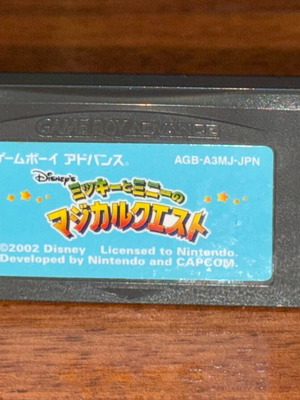 GAME BOY ADVANCE
ゲームボーイ アドバンス®
AGB-A3MJ-JPN
Disney's
ミッキーとミニーの
マジカルクエスト
©2002 Disney Licensed to Nintendo.
Developed by Nintendo and CAPCOM.